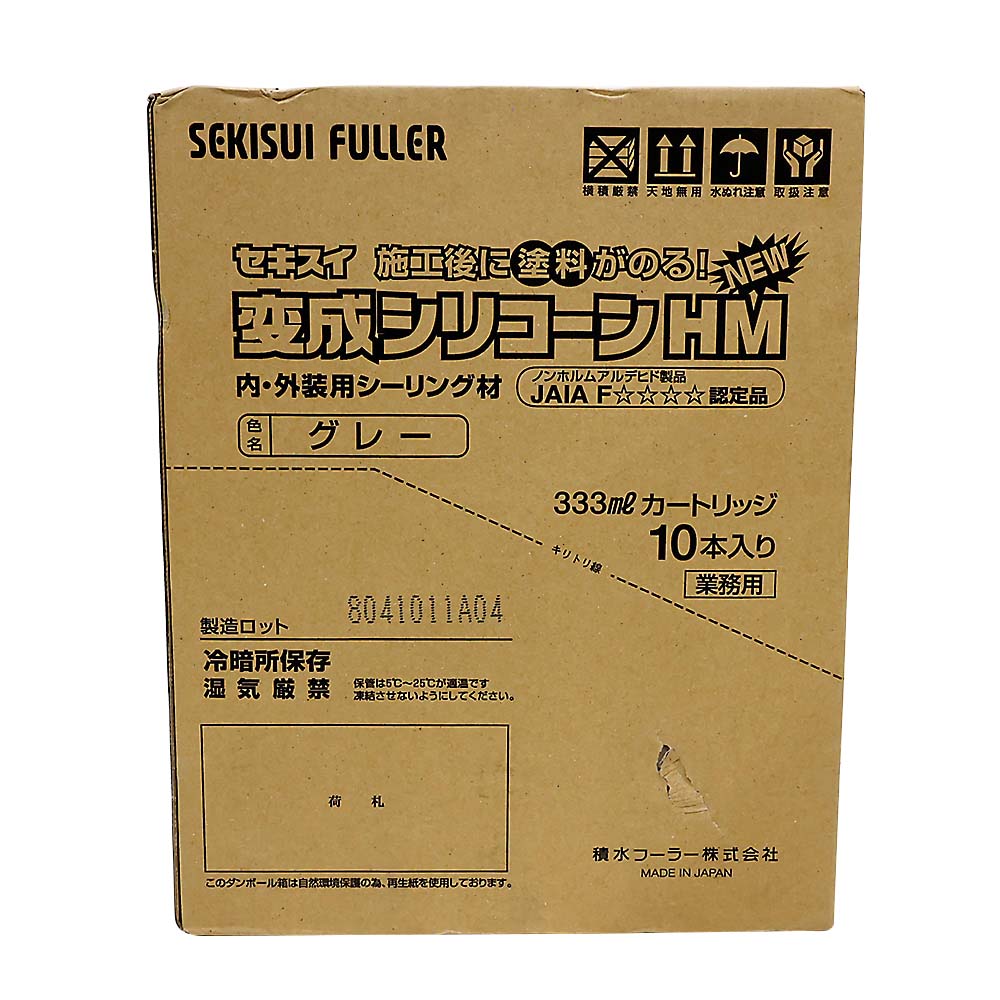 SEKISUI FULLER
横積厳禁 天地無用 水ぬれ注意 取扱注意
セキスイ 施工後に塗料がのる! NEW
変成シリコーンHM
内・外装用シーリング材
ノンホルムアルデヒド製品
JAIA F☆☆☆☆認定品
色名 グレー
333mℓ カートリッジ
10本入り
キリトリ線
業務用
製造ロット 8041011A04
冷暗所保存
湿気厳禁
保管は5℃〜25℃が適温です
凍結させないようにしてください。
荷札
積水フーラー株式会社
MADE IN JAPAN
このダンボール箱は自然環境保護の為、再生紙を使用しております。